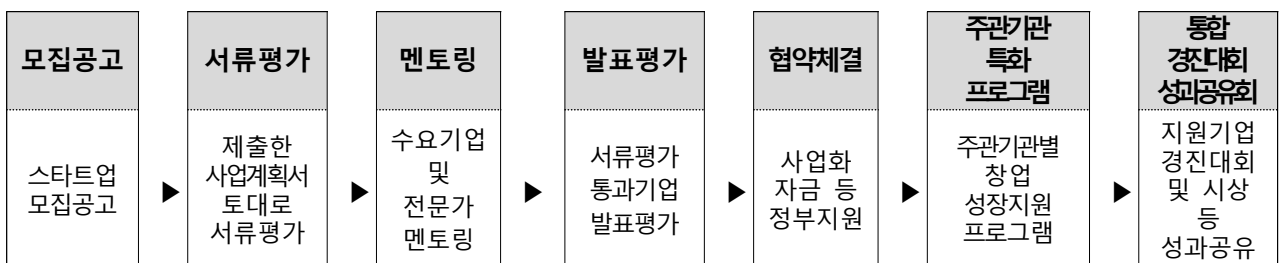 모집공고
스타트업
모집공고
▶
서류평가
제출한
사업계획서
토대로
서류평가
▶
멘토링
수요기업
및
전문가
멘토링
▶
발표평가
서류평가
통과기업
발표평가
▶
협약체결
사업화
자금 등
정부지원
▶
주관기관
특화
프로그램
주관기관별
창업
성장지원
프로그램
▶
통합
경진대회
성과공유회
지원기업
경진대회
및 시상
등
성과공유